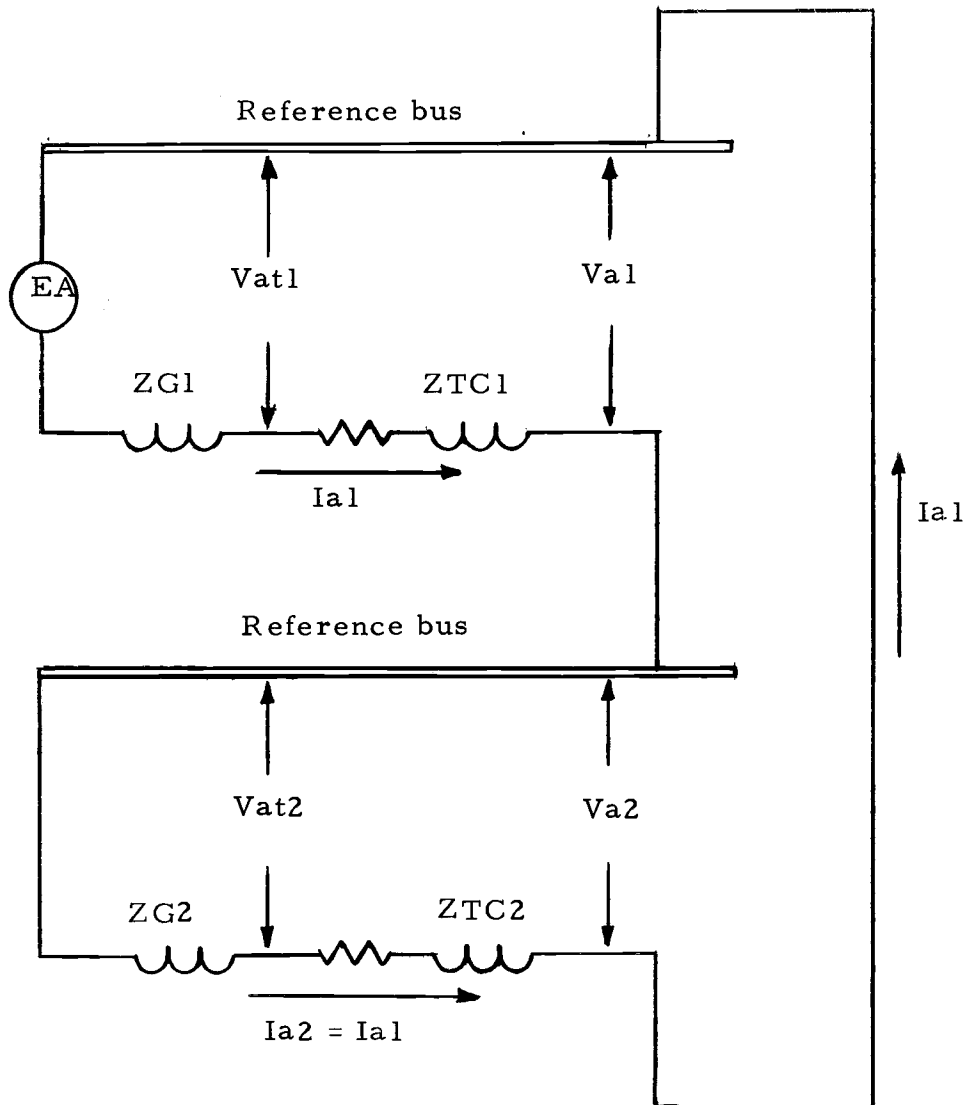 Reference bus
Vat1
Va1
EA
ZG1
ZTC1
Ia1
Ia1
Reference bus
Vat2
Va2
ZG2
ZTC2
Ia2 = Ia1